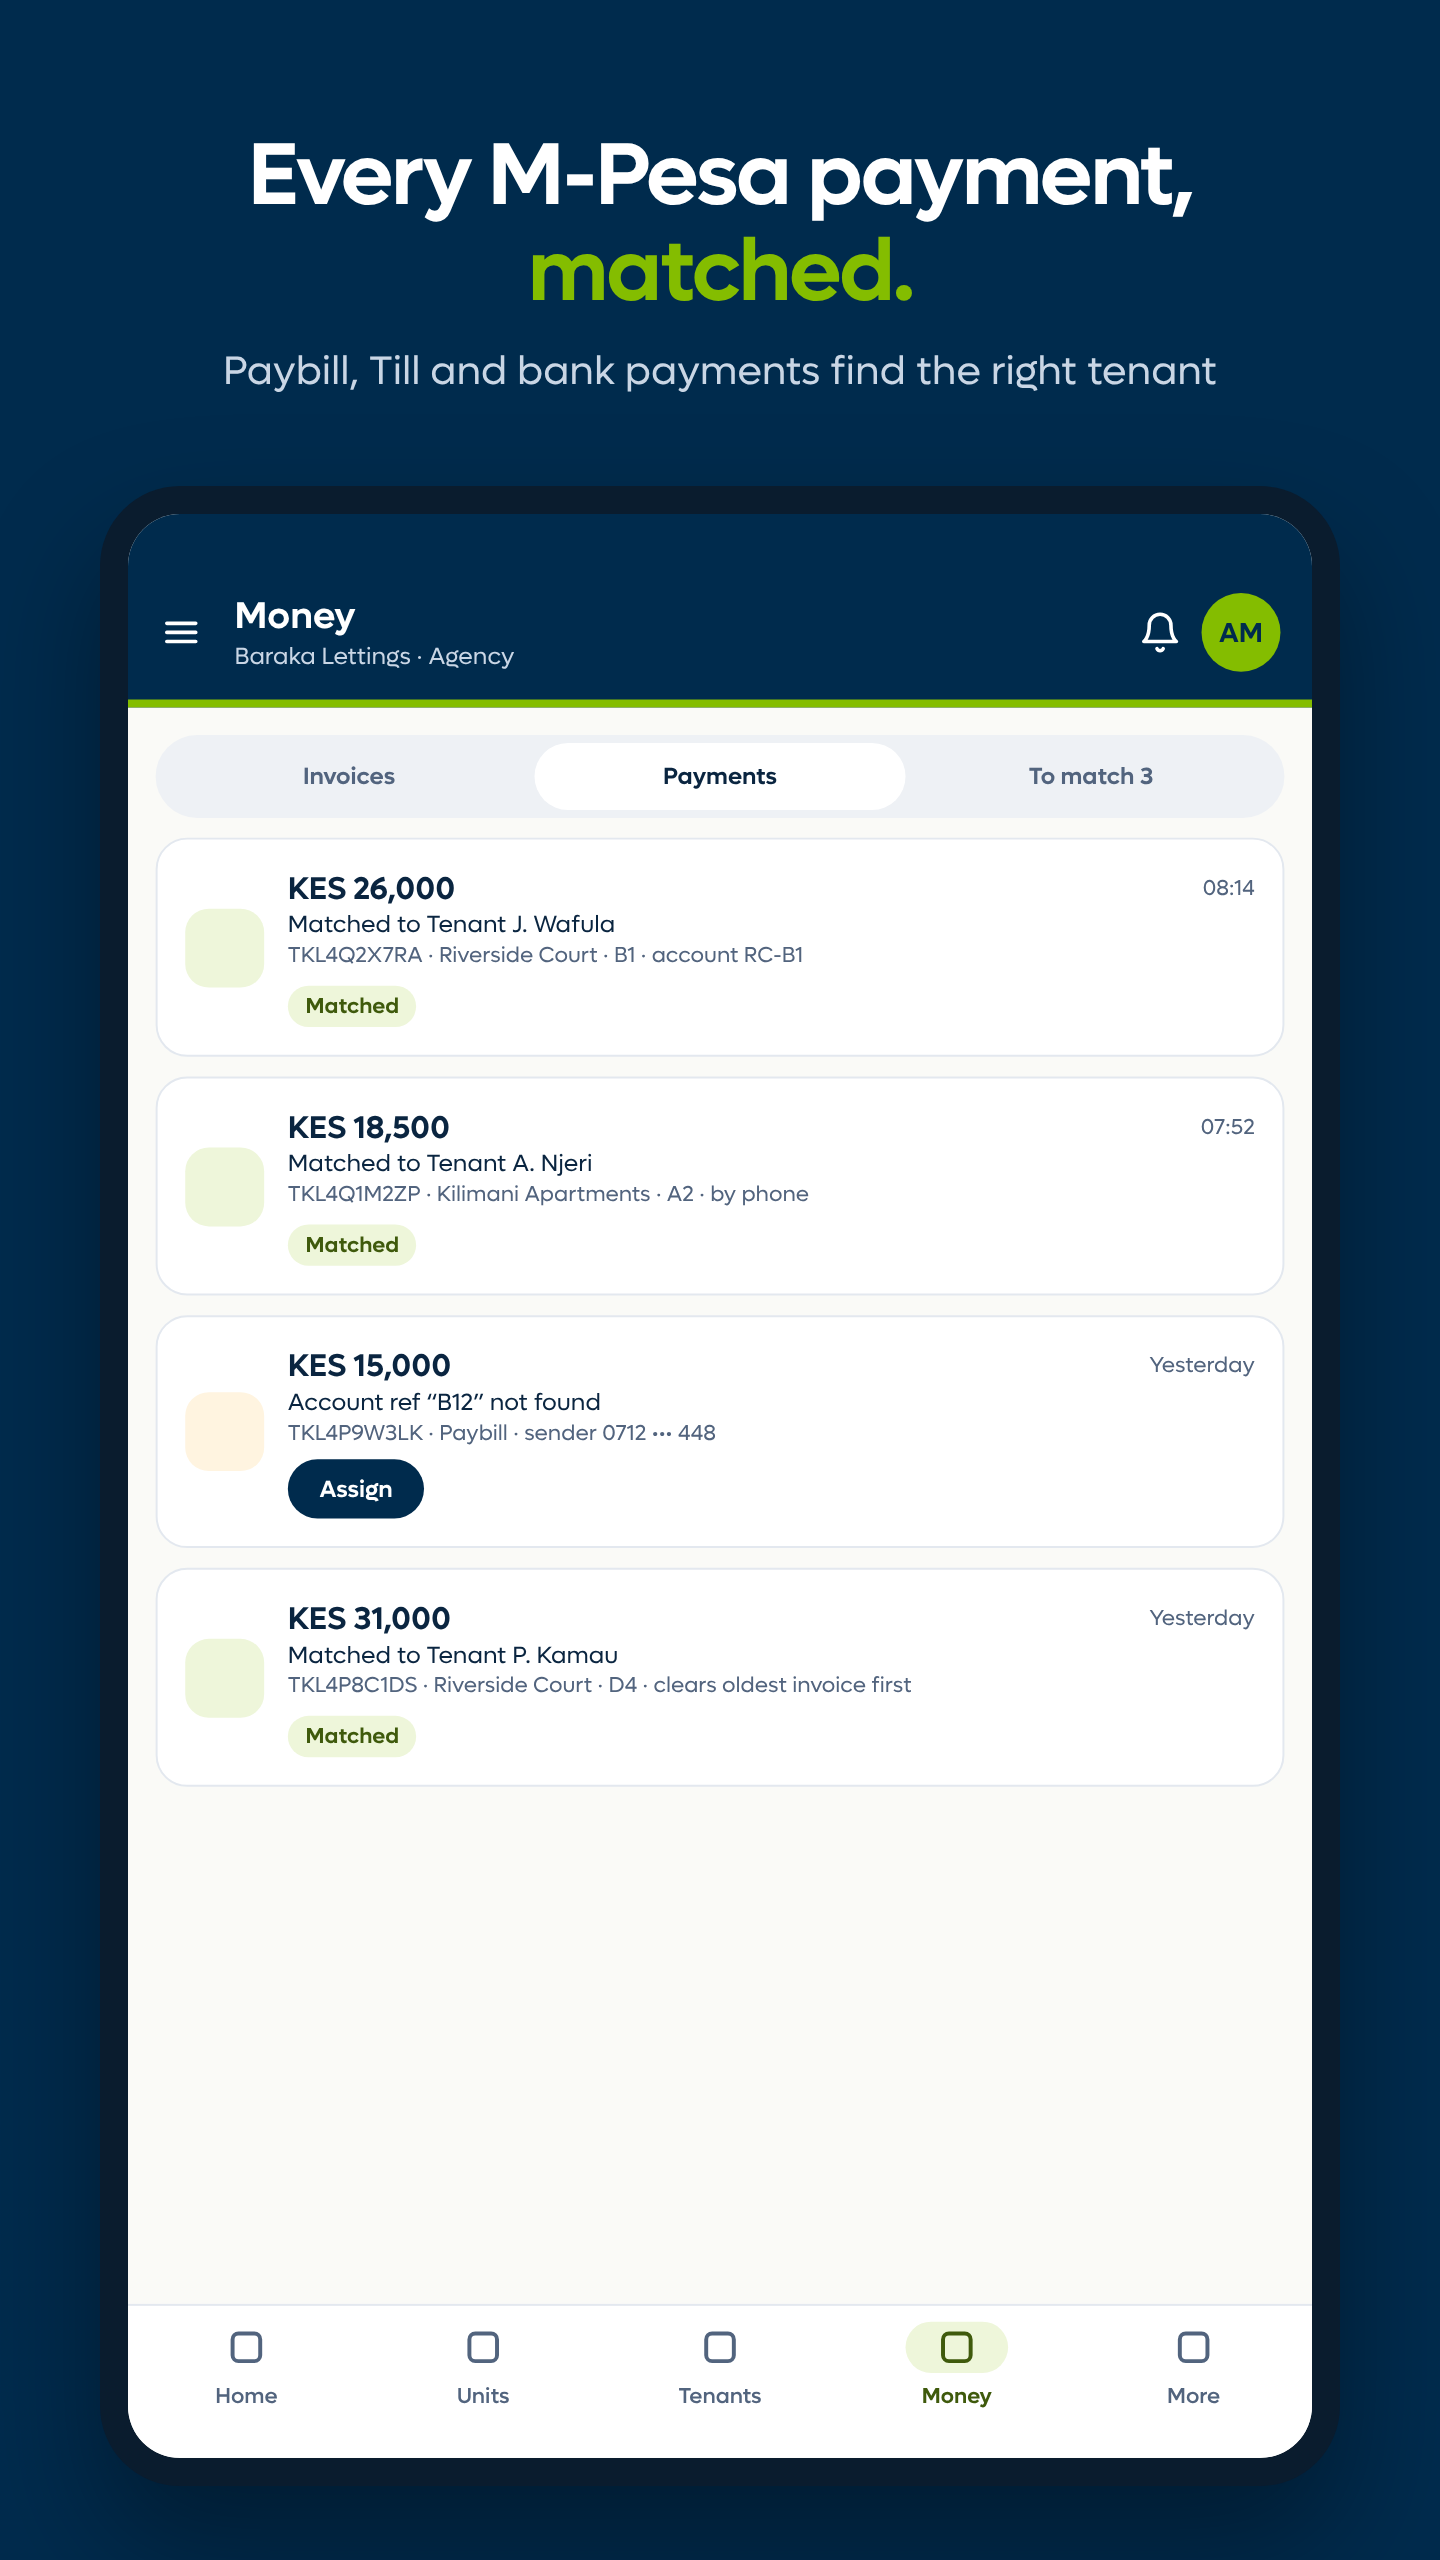 Every M-Pesa payment,
matched.
Paybill, Till and bank payments find the right tenant
Money
Baraka Lettings · Agency
AM
Invoices
Payments
To match 3
KES 26,000
08:14
Matched to Tenant J. Wafula
TKL4Q2X7RA · Riverside Court · B1 · account RC-B1
Matched
KES 18,500
07:52
Matched to Tenant A. Njeri
TKL4Q1M2ZP · Kilimani Apartments · A2 · by phone
Matched
KES 15,000
Yesterday
Account ref “B12” not found
TKL4P9W3LK · Paybill · sender 0712 ••• 448
Assign
KES 31,000
Yesterday
Matched to Tenant P. Kamau
TKL4P8C1DS · Riverside Court · D4 · clears oldest invoice first
Matched
Home
Units
Tenants
Money
More